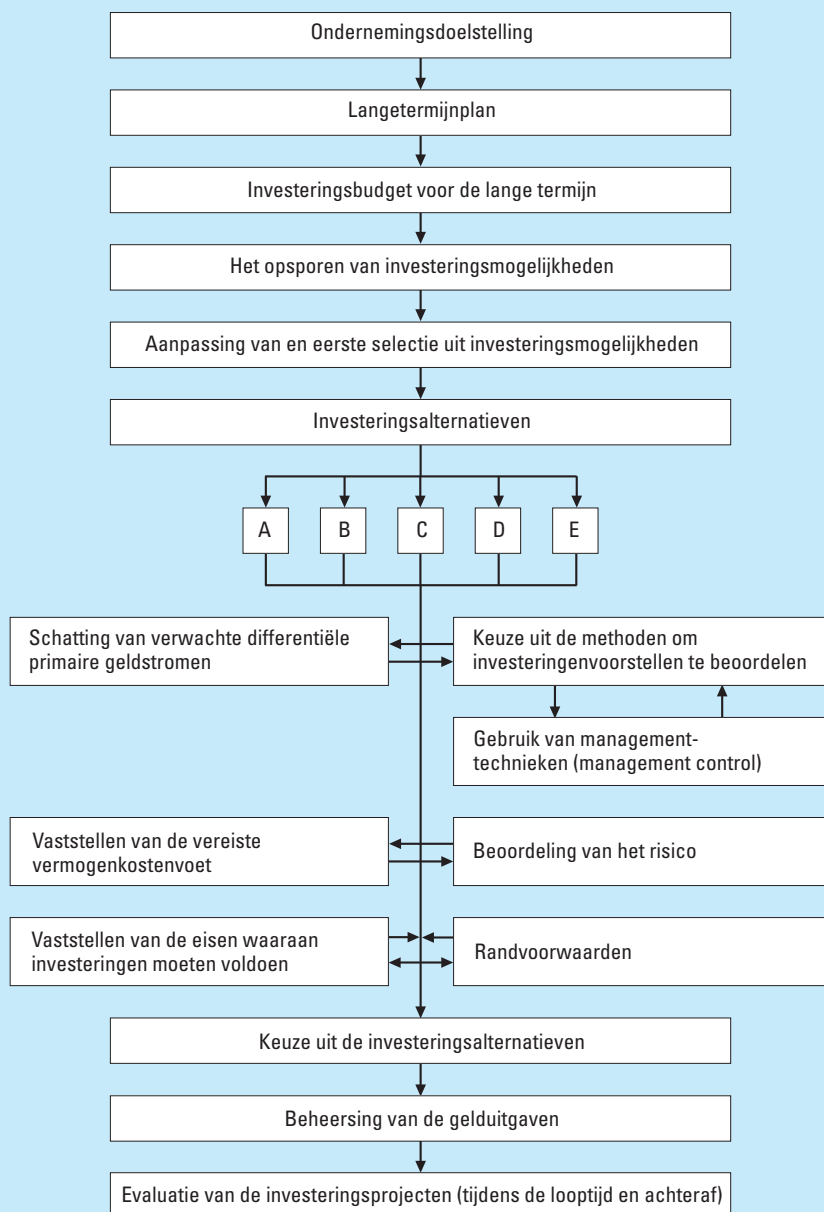 Ondernemingsdoelstelling
Langetermijnplan
Investeringsbudget voor de lange termijn
Het opsporen van investeringsmogelijkheden
Aanpassing van en eerste selectie uit investeringsmogelijkheden
Investeringsalternatieven
A B C D E
Schatting van verwachte differentiële
primaire geldstromen
Keuze uit de methoden om
investeringenvoorstellen te beoordelen
Gebruik van management-
technieken (management control)
Vaststellen van de vereiste
vermogenkostenvoet
Beoordeling van het risico
Vaststellen van de eisen waaraan
investeringen moeten voldoen
Randvoorwaarden
Keuze uit de investeringsalternatieven
Beheersing van de gelduitgaven
Evaluatie van de investeringsprojecten (tijdens de looptijd en achteraf)